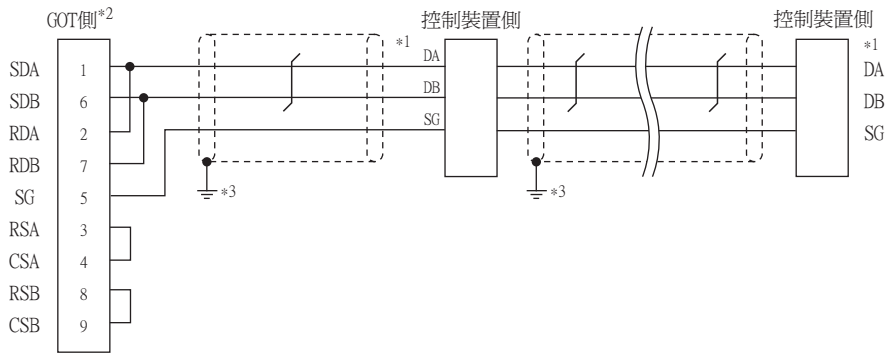 GOT側*2
控制裝置側
控制裝置側
*1
*1
SDA 1 DA DA
SDB 6 DB DB
RDA 2 SG SG
RDB 7
SG 5 *3 *3
RSA 3
CSA 4
RSB 8
CSB 9